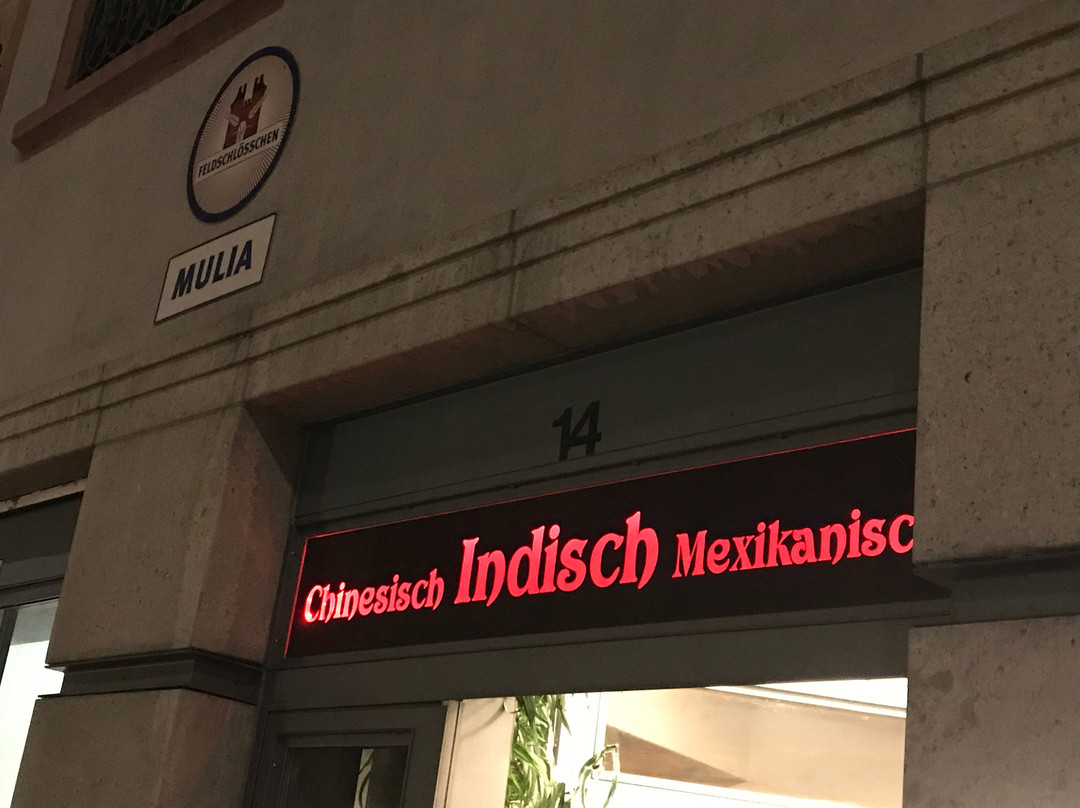 FELDSCHLÖSSCHEN
MULIA
14
Chinesisch Indisch Mexikanisc